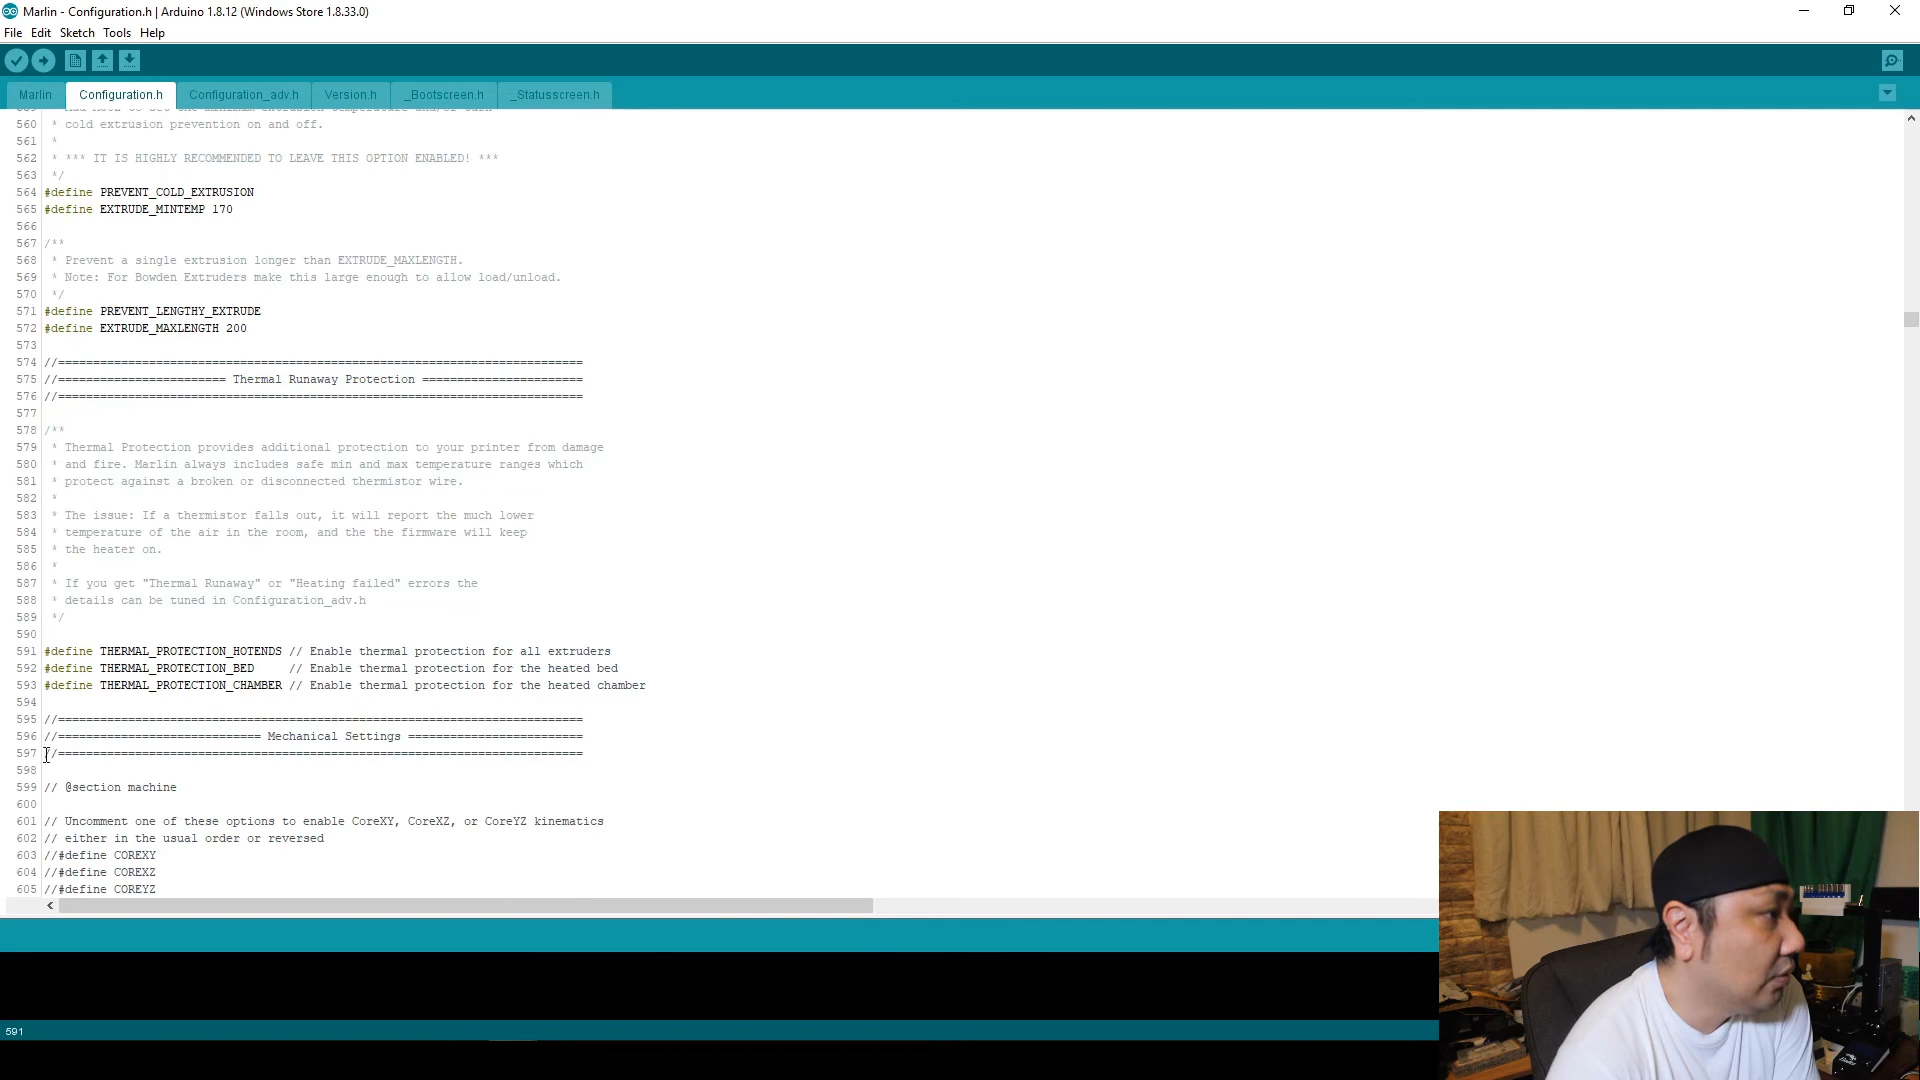 Marlin - Configuration.h | Arduino 1.8.12 (Windows Store 1.8.33.0)
File Edit Sketch Tools Help
Marlin Configuration.h Configuration_adv.h Version.h _Bootscreen.h _Statusscreen.h
560 * cold extrusion prevention on and off.
561 *
562 * *** IT IS HIGHLY RECOMMENDED TO LEAVE THIS OPTION ENABLED! ***
563 */
564 #define PREVENT_COLD_EXTRUSION
565 #define EXTRUDE_MINTEMP 170
566
567 /**
568 * Prevent a single extrusion longer than EXTRUDE_MAXLENGTH.
569 * Note: For Bowden Extruders make this large enough to allow load/unload.
570 */
571 #define PREVENT_LENGTHY_EXTRUDE
572 #define EXTRUDE_MAXLENGTH 200
573
574 //===========================================================================
575 //======================== Thermal Runaway Protection =======================
576 //===========================================================================
577
578 /**
579 * Thermal Protection provides additional protection to your printer from damage
580 * and fire. Marlin always includes safe min and max temperature ranges which
581 * protect against a broken or disconnected thermistor wire.
582 *
583 * The issue: If a thermistor falls out, it will report the much lower
584 * temperature of the air in the room, and the the firmware will keep
585 * the heater on.
586 *
587 * If you get "Thermal Runaway" or "Heating failed" errors the
588 * details can be tuned in Configuration_adv.h
589 */
590
591 #define THERMAL_PROTECTION_HOTENDS // Enable thermal protection for all extruders
592 #define THERMAL_PROTECTION_BED     // Enable thermal protection for the heated bed
593 #define THERMAL_PROTECTION_CHAMBER // Enable thermal protection for the heated chamber
594
595 //===========================================================================
596 //============================= Mechanical Settings =========================
597 //===========================================================================
598
599 // @section machine
600
601 // Uncomment one of these options to enable CoreXY, CoreXZ, or CoreYZ kinematics
602 // either in the usual order or reversed
603 //#define COREXY
604 //#define COREXZ
605 //#define COREYZ
591